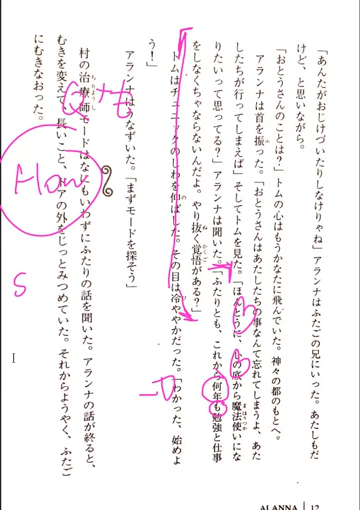 「あんたがおじけづいたりしなけりゃね」アランナはふたごの兄にいった。あたしもだ
けど、と思いながら。
「おとうさんのことは？」トムの心はもうかなたに飛んでいた。神々の都のもとへ。
アランナは首を振った。「おとうさんはあたしたちの事なんて忘れてしまうよ、あた
したちが行ってしまえば」そしてトムを見た。「ほんとうに、心の底から魔法使いにな
りたいって思ってる？」アランナは聞いた。「ふたりとも、これから何年も勉強と仕事
をしなくちゃならないんだよ。やり抜く覚悟がある？」
トムはチュニックのしわを伸ばした。その目は冷ややかだった。「わかった、始めよ
う！」
アランナはうなずいた。「まずモードを探そう」
村の治療師モードはなにもいわずにふたりの話を聞いた。アランナの話が終ると、
むきを変えて、長いこと、ドアの外をじっとみつめていた。それからようやく、ふたご
にむきなおった。
How
S
ALANNA 12